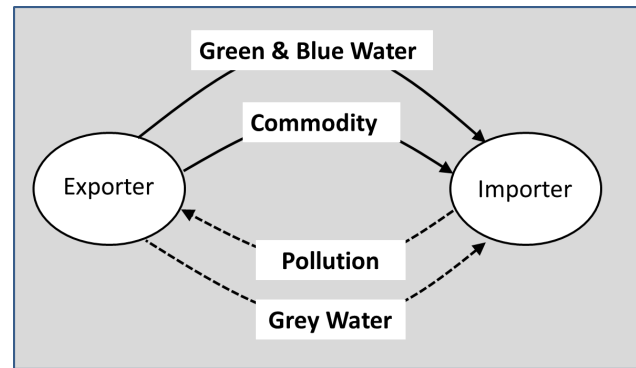 Green & Blue Water
Commodity
Exporter
Importer
Pollution
Grey Water